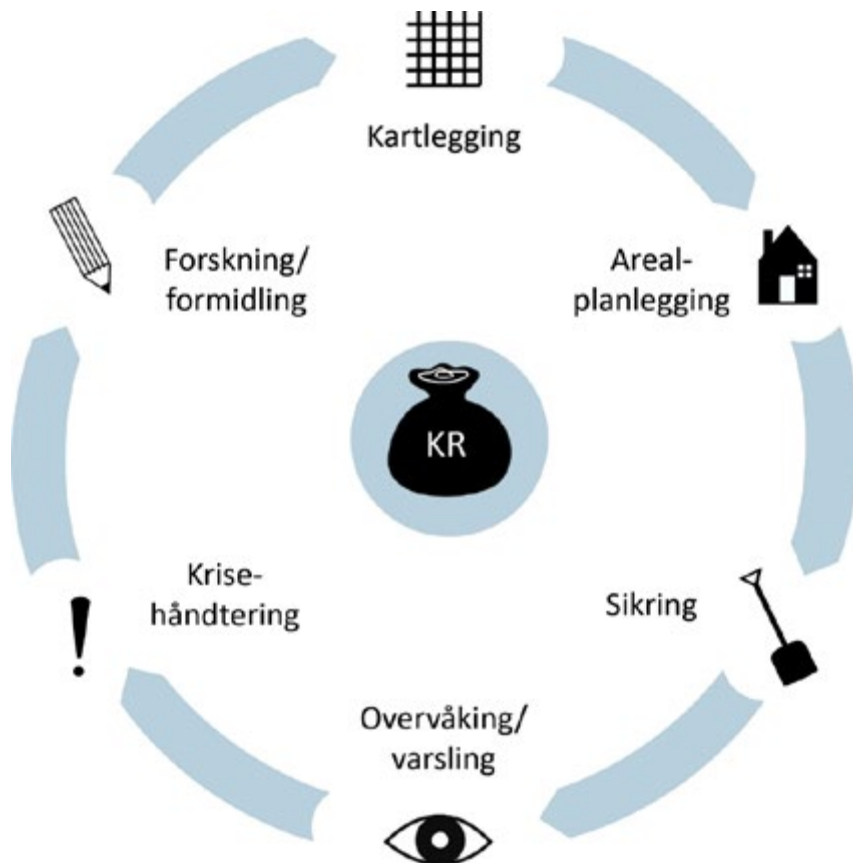 Kartlegging
Areal-
planlegging
Sikring
Overvåking/
varsling
Krise-
håndtering
Forskning/
formidling
KR